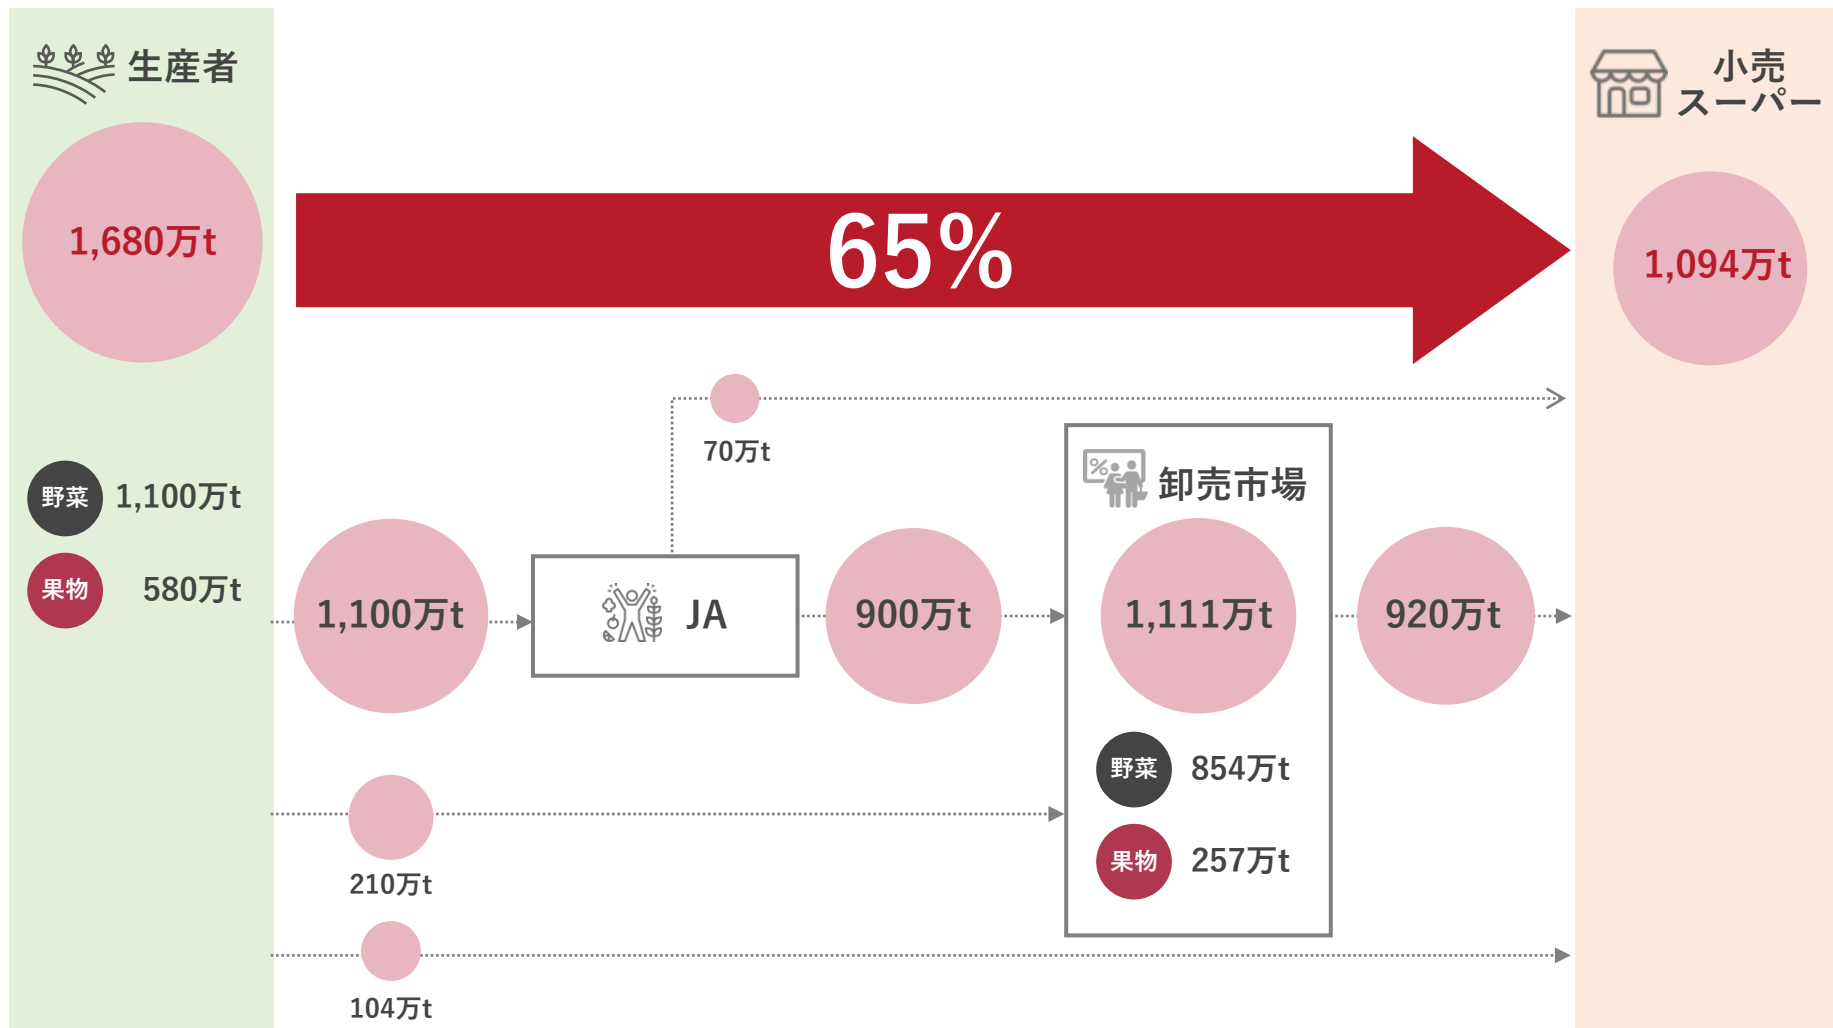 生産者
1,680万t
野菜 1,100万t
果物 580万t
65%
小売
スーパー
1,094万t
70万t
1,100万t
JA
900万t
卸売市場
1,111万t
野菜 854万t
果物 257万t
920万t
210万t
104万t